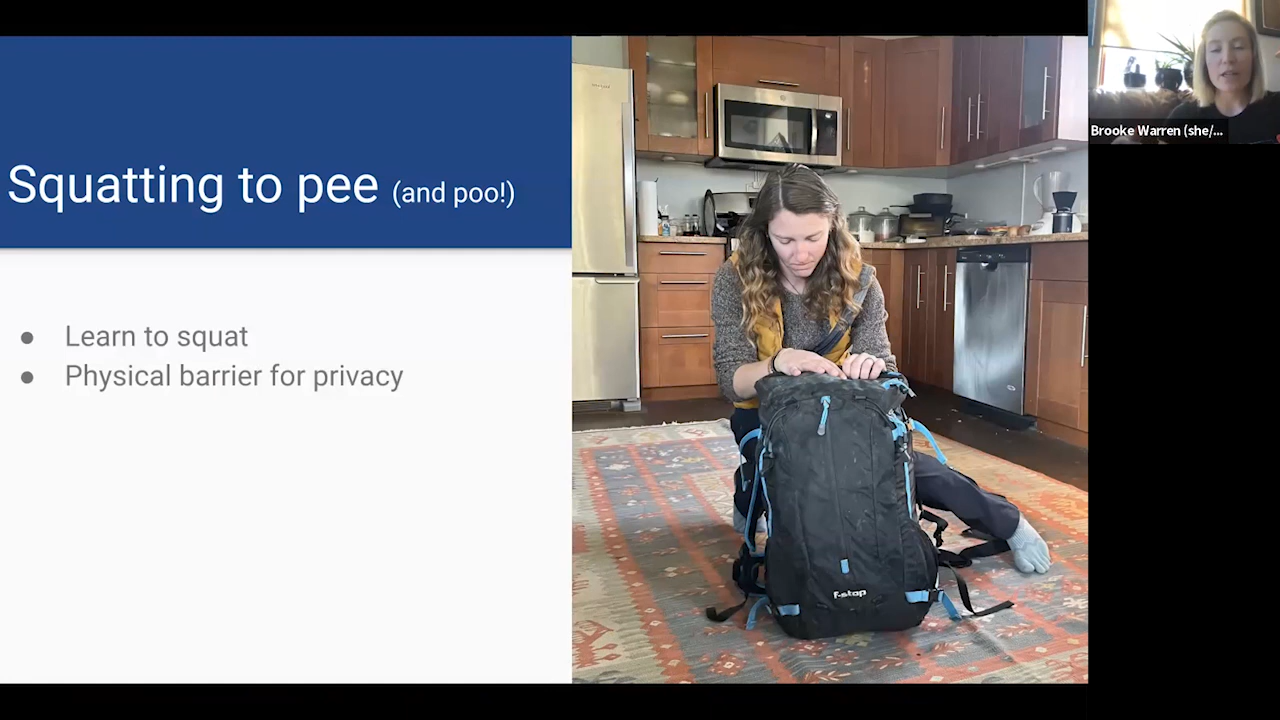 Squatting to pee (and poo!)
● Learn to squat
● Physical barrier for privacy
f-stop
Brooke Warren (she/...